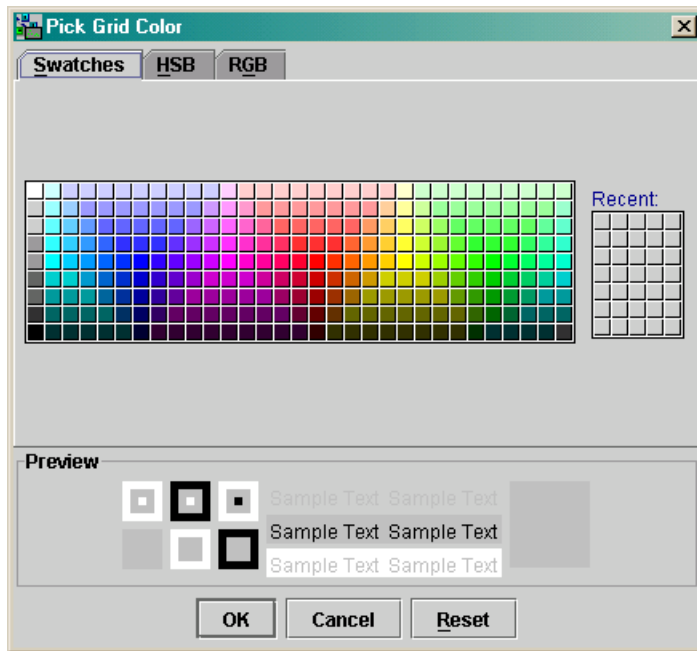 Pick Grid Color
Swatches HSB RGB
Recent:
Preview
Sample Text Sample Text
Sample Text Sample Text
Sample Text Sample Text
OK Cancel Reset